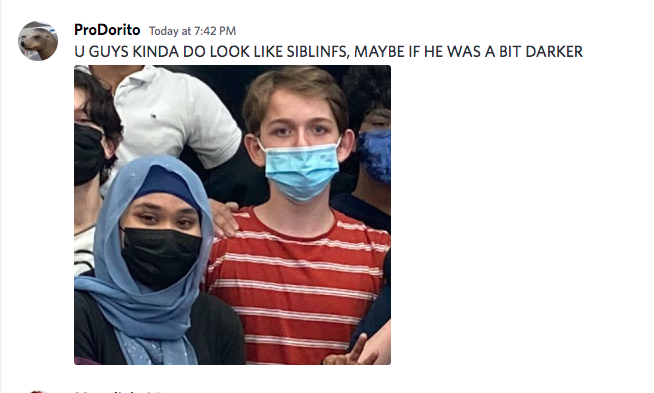 ProDorito Today at 7:42 PM
U GUYS KINDA DO LOOK LIKE SIBLINFS, MAYBE IF HE WAS A BIT DARKER